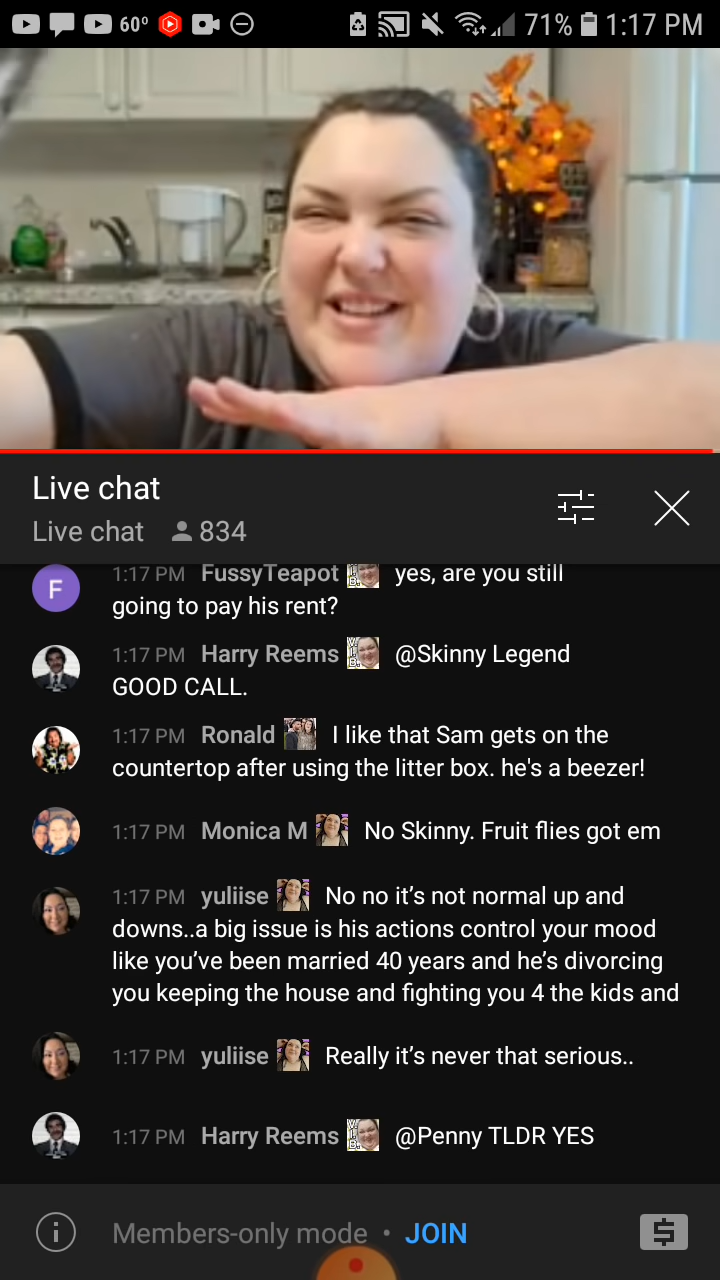 60° 71% 1:17 PM
Live chat
Live chat 834
1:17 PM FussyTeapot yes, are you still
F
going to pay his rent?
1:17 PM Harry Reems @Skinny Legend
GOOD CALL.
1:17 PM Ronald I like that Sam gets on the
countertop after using the litter box. he's a beezer!
1:17 PM Monica M No Skinny. Fruit flies got em
1:17 PM yuliise No no it’s not normal up and
downs..a big issue is his actions control your mood
like you’ve been married 40 years and he’s divorcing
you keeping the house and fighting you 4 the kids and
1:17 PM yuliise Really it’s never that serious..
1:17 PM Harry Reems @Penny TLDR YES
Members-only mode • JOIN